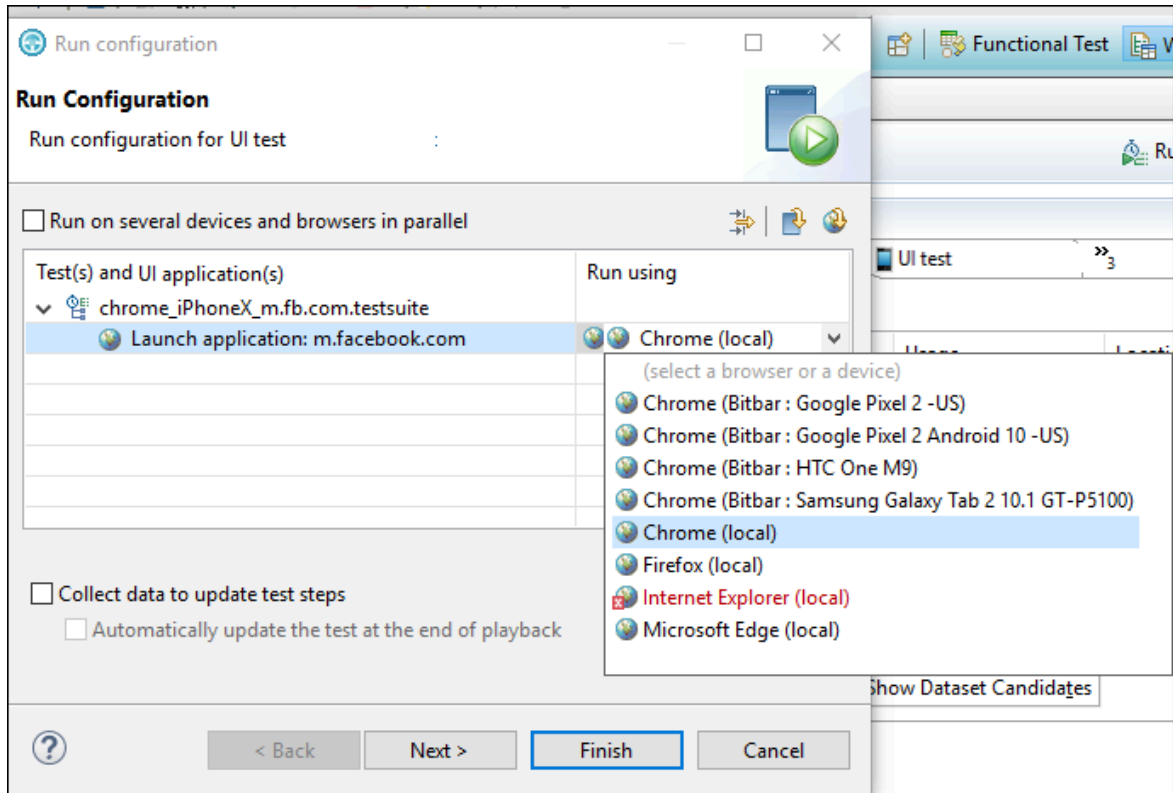 Run configuration
Functional Test
Run Configuration
Run configuration for UI test :
Run on several devices and browsers in parallel
Test(s) and UI application(s) Run using
UI test
»3
chrome_iPhoneX_m.fb.com.testsuite
Launch application: m.facebook.com Chrome (local)
(select a browser or a device)
Chrome (Bitbar : Google Pixel 2 -US)
Chrome (Bitbar : Google Pixel 2 Android 10 -US)
Chrome (Bitbar : HTC One M9)
Chrome (Bitbar : Samsung Galaxy Tab 2 10.1 GT-P5100)
Chrome (local)
Firefox (local)
Internet Explorer (local)
Microsoft Edge (local)
Collect data to update test steps
Automatically update the test at the end of playback
Show Dataset Candidates
? < Back Next > Finish Cancel